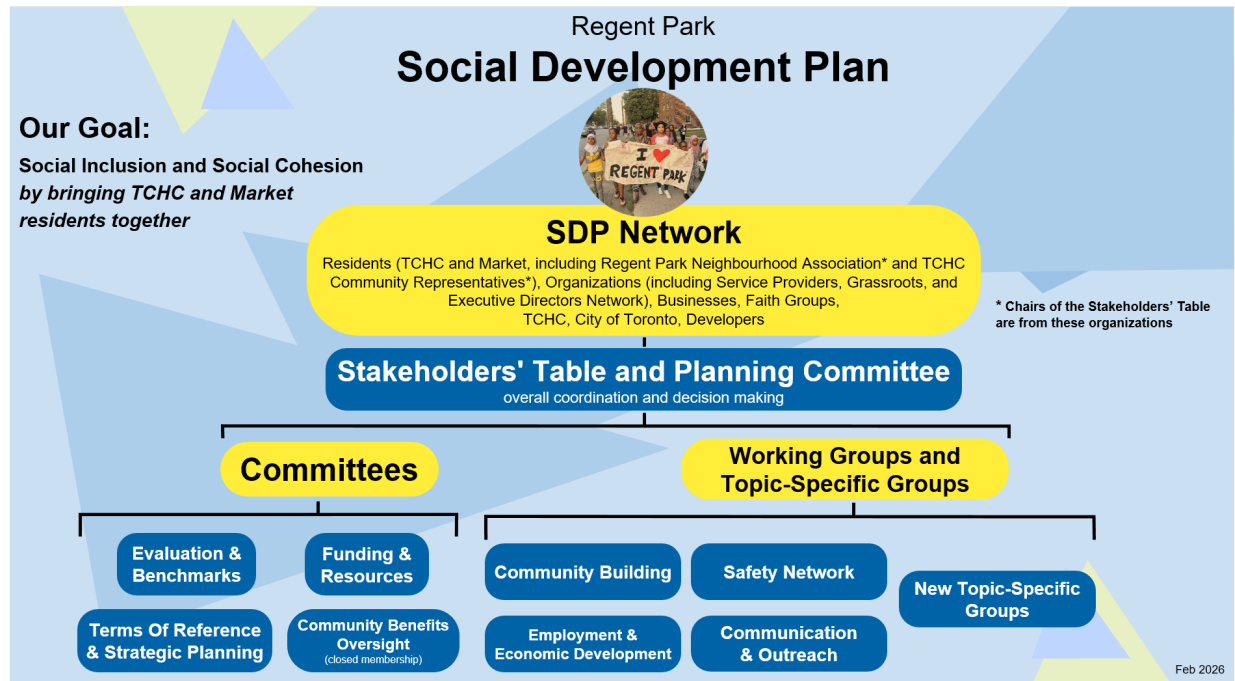 Regent Park
Social Development Plan
Our Goal:
Social Inclusion and Social Cohesion
by bringing TCHC and Market
residents together
I ❤ 
REGENT PARK
SDP Network
Residents (TCHC and Market, including Regent Park Neighbourhood Association* and TCHC
Community Representatives*), Organizations (including Service Providers, Grassroots, and
Executive Directors Network), Businesses, Faith Groups,
TCHC, City of Toronto, Developers
* Chairs of the Stakeholders' Table
are from these organizations
Stakeholders' Table and Planning Committee
overall coordination and decision making
Committees
Evaluation &
Benchmarks
Funding &
Resources
Terms Of Reference
& Strategic Planning
Community Benefits
Oversight
(closed membership)
Working Groups and
Topic-Specific Groups
Community Building
Safety Network
New Topic-Specific
Groups
Employment &
Economic Development
Communication
& Outreach
Feb 2026